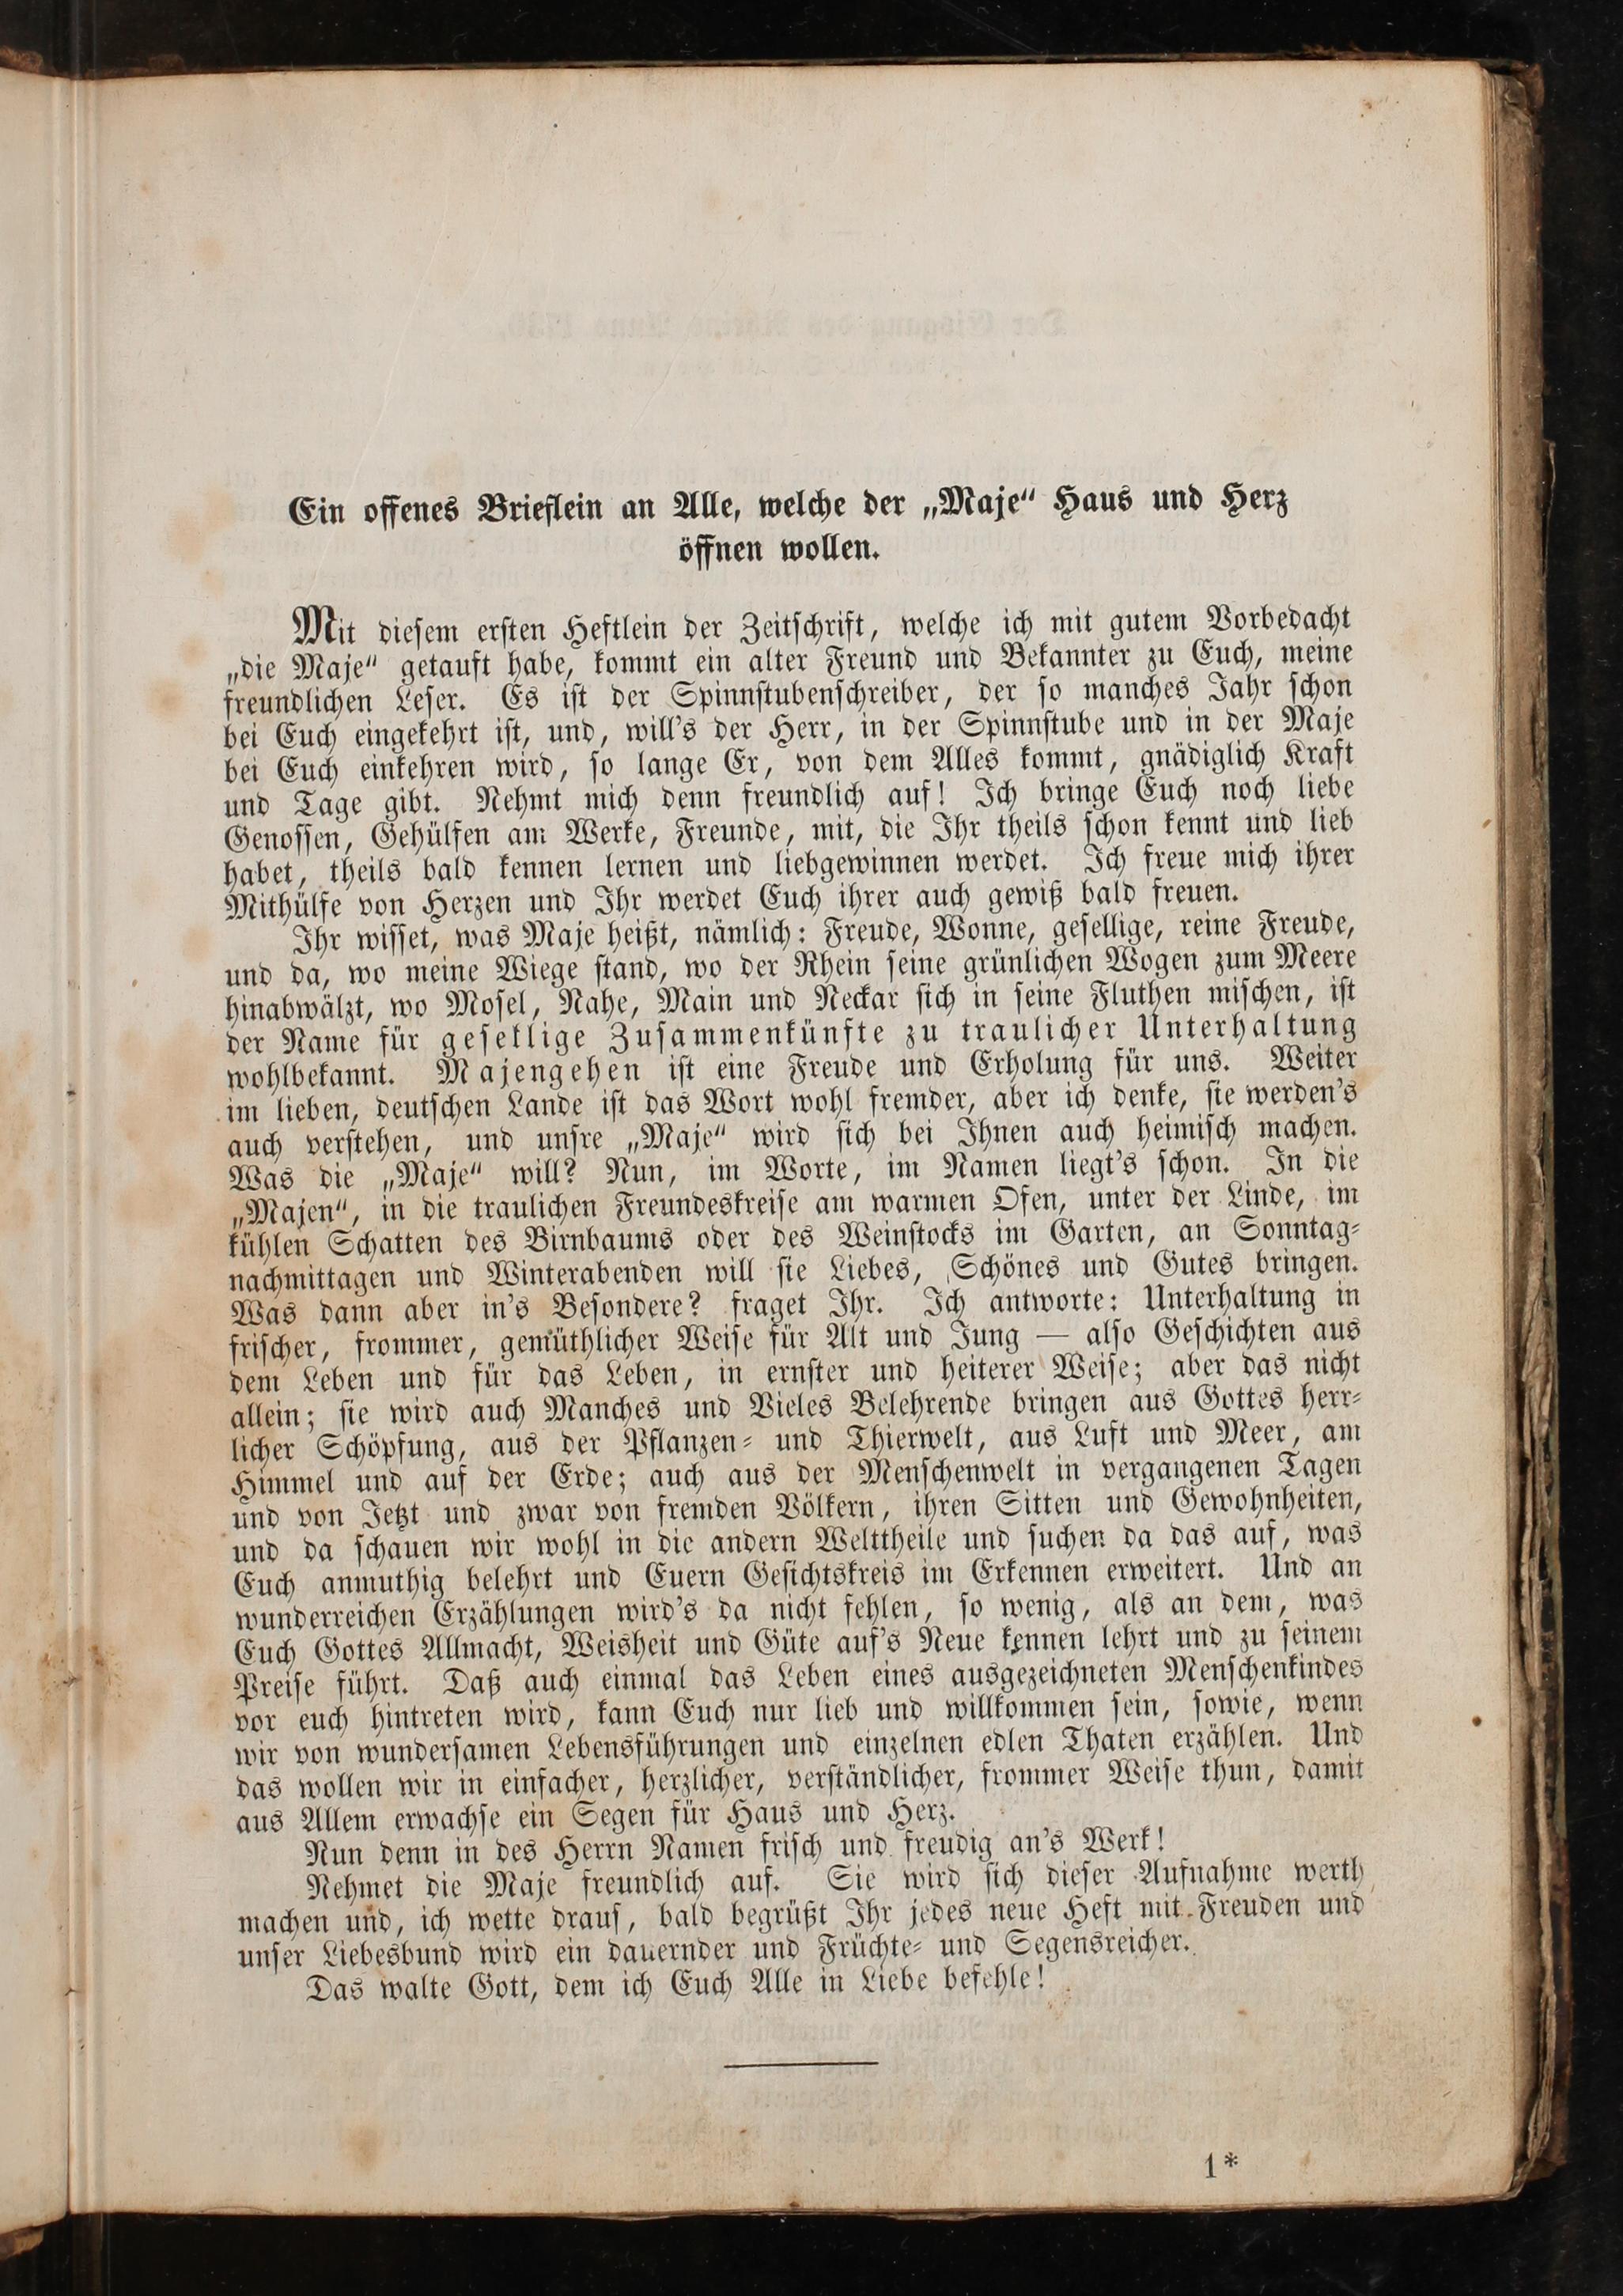 Ein offenes Brieflein an Alle, welche der „Maje“ Haus und Herz
öffnen wollen.
Mit diesem ersten Heftlein der Zeitschrift, welche ich mit gutem Vorbedacht
„die Maje“ getauft habe, kommt ein alter Freund und Bekannter zu Euch, meine
freundlichen Leser. Es ist der Spinnstubenschreiber, der so manches Jahr schon
bei Euch eingekehrt ist, und, will's der Herr, in der Spinnstube und in der Maje
bei Euch einkehren wird, so lange Er, von dem Alles kommt, gnädiglich Kraft
und Tage gibt. Nehmt mich denn freundlich auf! Ich bringe Euch noch liebe
Genossen, Gehülfen am Werke, Freunde, mit, die Ihr theils schon kennt und lieb
habet, theils bald kennen lernen und liebgewinnen werdet. Ich freue mich ihrer
Mithülfe von Herzen und Ihr werdet Euch ihrer auch gewiß bald freuen.
Ihr wisset, was Maje heißt, nämlich: Freude, Wonne, gesellige, reine Freude,
und da, wo meine Wiege stand, wo der Rhein seine grünlichen Wogen zum Meere
hinabwälzt, wo Mosel, Nahe, Main und Neckar sich in seine Fluthen mischen, ist
der Name für gesellige Zusammenkünfte zu traulicher Unterhaltung
wohlbekannt. Majengehen ist eine Freude und Erholung für uns. Weiter
im lieben, deutschen Lande ist das Wort wohl fremder, aber ich denke, sie werden's
auch verstehen, und unsre „Maje“ wird sich bei Ihnen auch heimisch machen.
Was die „Maje“ will? Nun, im Worte, im Namen liegt's schon. In die
„Majen“, in die traulichen Freundeskreise am warmen Ofen, unter der Linde, im
kühlen Schatten des Birnbaums oder des Weinstocks im Garten, an Sonntag-
nachmittagen und Winterabenden will sie Liebes, Schönes und Gutes bringen.
Was dann aber in's Besondere? fraget Ihr. Ich antworte: Unterhaltung in
frischer, frommer, gemüthlicher Weise für Alt und Jung — also Geschichten aus
dem Leben und für das Leben, in ernster und heiterer Weise; aber das nicht
allein; sie wird auch Manches und Vieles Belehrende bringen aus Gottes herr-
licher Schöpfung, aus der Pflanzen- und Thierwelt, aus Luft und Meer, am
Himmel und auf der Erde; auch aus der Menschenwelt in vergangenen Tagen
und von Jetzt und zwar von fremden Völkern, ihren Sitten und Gewohnheiten,
und da schauen wir wohl in die andern Welttheile und suchen da das auf, was
Euch anmuthig belehrt und Euern Gesichtskreis im Erkennen erweitert. Und an
wunderreichen Erzählungen wird's da nicht fehlen, so wenig, als an dem, was
Euch Gottes Allmacht, Weisheit und Güte auf's Neue kennen lehrt und zu seinem
Preise führt. Daß auch einmal das Leben eines ausgezeichneten Menschenkindes
vor euch hintreten wird, kann Euch nur lieb und willkommen sein, sowie, wenn
wir von wundersamen Lebensführungen und einzelnen edlen Thaten erzählen. Und
das wollen wir in einfacher, herzlicher, verständlicher, frommer Weise thun, damit
aus Allem erwachse ein Segen für Haus und Herz.
Nun denn in des Herrn Namen frisch und freudig an's Werk!
Nehmet die Maje freundlich auf. Sie wird sich dieser Aufnahme werth
machen und, ich wette drauf, bald begrüßt Ihr jedes neue Heft mit Freuden und
unser Liebesbund wird ein dauernder und Früchte- und Segensreicher.
Das walte Gott, dem ich Euch Alle in Liebe befehle!
1*